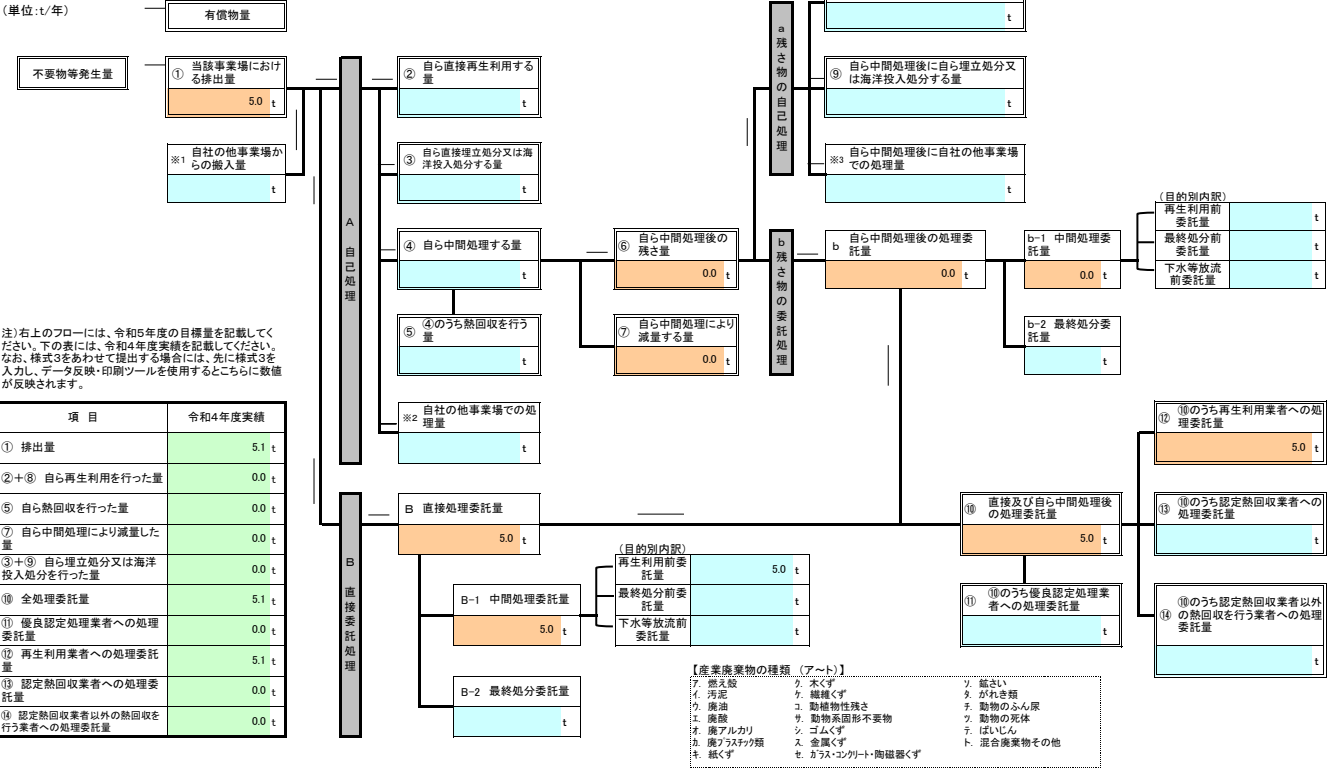 (単位:t/年)
有償物量
t
不要物等発生量
① 当該事業場におけ
る排出量
5.0 t
※1 自社の他事業場か
らの搬入量
t
A
自
己
処
理
② 自ら直接再生利用する
量
t
③ 自ら直接埋立処分又は海
洋投入処分する量
t
④ 自ら中間処理する量
t
⑤ ④のうち熱回収を行う
量
t
※2 自社の他事業場での処
理量
t
⑥ 自ら中間処理後の
残さ量
0.0 t
⑦ 自ら中間処理により
減量する量
0.0 t
a
残
さ
物
の
自
己
処
理
⑨ 自ら中間処理後に自ら埋立処分又
は海洋投入処分する量
t
※3 自ら中間処理後に自社の他事業場
での処理量
t
b
残
さ
物
の
委
託
処
理
b 自ら中間処理後の処理委
託量
0.0 t
b-1 中間処理委
託量
0.0 t
(目的別内訳)
再生利用前
委託量 t
最終処分前
委託量 t
下水等放流
前委託量 t
b-2 最終処分委
託量
t
注)右上のフローには、令和5年度の目標量を記載してく
ださい。下の表には、令和4年度実績を記載してください。
なお、様式3をあわせて提出する場合には、先に様式3を
入力し、データ反映・印刷ツールを使用するとこちらに数値
が反映されます。
項 目 令和4年度実績
① 排出量 5.1 t
②+⑧ 自ら再生利用を行った量 0.0 t
⑤ 自ら熱回収を行った量 0.0 t
⑦ 自ら中間処理により減量した
量 0.0 t
③+⑨ 自ら埋立処分又は海洋
投入処分を行った量 0.0 t
⑩ 全処理委託量 5.1 t
⑪ 優良認定処理業者への処理
委託量 0.0 t
⑫ 再生利用業者への処理委託
量 5.1 t
⑬ 認定熱回収業者への処理委
託量 0.0 t
⑭ 認定熱回収業者以外の熱回収を
行う業者への処理委託量 0.0 t
B
直
接
委
託
処
理
B 直接処理委託量
5.0 t
B-1 中間処理委託量
5.0 t
(目的別内訳)
再生利用前委
託量 5.0 t
最終処分前委
託量 t
下水等放流前
委託量 t
B-2 最終処分委託量
t
⑩ 直接及び自ら中間処理後
の処理委託量
5.0 t
⑪ ⑩のうち優良認定処理業
者への処理委託量
t
⑫ ⑩のうち再生利用業者への処
理委託量
5.0 t
⑬ ⑩のうち認定熱回収業者への
処理委託量
t
⑭ ⑩のうち認定熱回収業者以外
の熱回収を行う業者への処理
委託量
t
【産業廃棄物の種類 (ア~ト)】
ア. 燃え殻 ク. 木くず ソ. 鉱さい
イ. 汚泥 ケ. 繊維くず タ. がれき類
ウ. 廃油 コ. 動植物性残さ チ. 動物のふん尿
エ. 廃酸 サ. 動物系固形不要物 ツ. 動物の死体
オ. 廃アルカリ シ. ゴムくず テ. ばいじん
カ. 廃プラスチック類 ス. 金属くず ト. 混合廃棄物その他
キ. 紙くず セ. ガラス・コンクリート・陶磁器くず